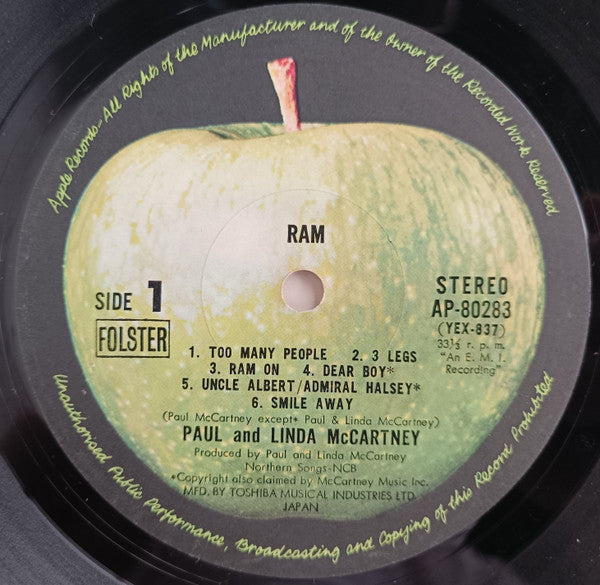 Apple Records-All Rights of the Manufacturer and of the Owner of the Recorded Work Reserved
RAM
SIDE 1
FOLSTER
STEREO
AP-80283
(YEX-837)
33⅓ r. p. m.
"An E. M. I.
Recording"
1. TOO MANY PEOPLE 2. 3 LEGS
3. RAM ON 4. DEAR BOY*
5. UNCLE ALBERT/ADMIRAL HALSEY*
6. SMILE AWAY
(Paul McCartney except* Paul & Linda McCartney)
PAUL and LINDA McCARTNEY
Produced by Paul and Linda McCartney
Northern Songs-NCB
*Copyright also claimed by McCartney Music Inc.
MFD. BY TOSHIBA MUSICAL INDUSTRIES LTD.
JAPAN
Unauthorised Public Performance, Broadcasting and Copying of this Record Prohibited